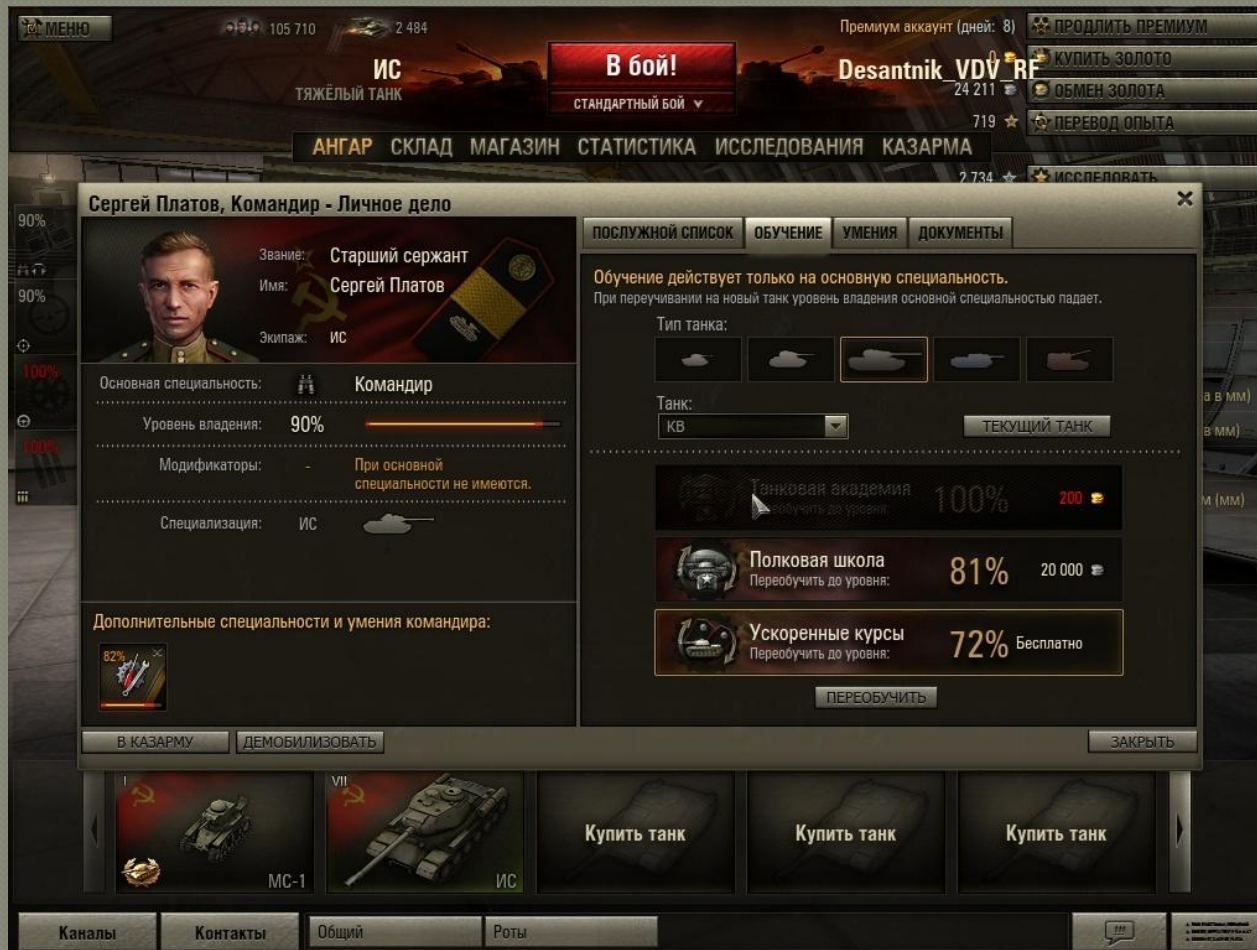 МЕНЮ
105 710
2 484
Премиум аккаунт (дней: 8)
ПРОДЛИТЬ ПРЕМИУМ
ИС
ТЯЖЁЛЫЙ ТАНК
В бой!
СТАНДАРТНЫЙ БОЙ
0
КУПИТЬ ЗОЛОТО
Desantnik_VDV_RF
24 211
ОБМЕН ЗОЛОТА
719
ПЕРЕВОД ОПЫТА
АНГАР СКЛАД МАГАЗИН СТАТИСТИКА ИССЛЕДОВАНИЯ КАЗАРМА
2 734
ИССЛЕДОВАТЬ
90%
90%
100%
100%
Сергей Платов, Командир - Личное дело
Звание: Старший сержант
Имя: Сергей Платов
Экипаж: ИС
Основная специальность: Командир
Уровень владения: 90%
Модификаторы: - При основной
специальности не имеются.
Специализация: ИС
Дополнительные специальности и умения командира:
82%
В КАЗАРМУ
ДЕМОБИЛИЗОВАТЬ
ПОСЛУЖНОЙ СПИСОК ОБУЧЕНИЕ УМЕНИЯ ДОКУМЕНТЫ
Обучение действует только на основную специальность.
При переучивании на новый танк уровень владения основной специальностью падает.
Тип танка:
Танк:
КВ
ТЕКУЩИЙ ТАНК
Танковая академия
Переобучить до уровня:
100%
200
Полковая школа
Переобучить до уровня:
81%
20 000
Ускоренные курсы
Переобучить до уровня:
72%
Бесплатно
ПЕРЕОБУЧИТЬ
ЗАКРЫТЬ
а в мм)
в мм)
м (мм)
I
МС-1
VII
ИС
Купить танк
Купить танк
Купить танк
Каналы
Контакты
Общий
Роты